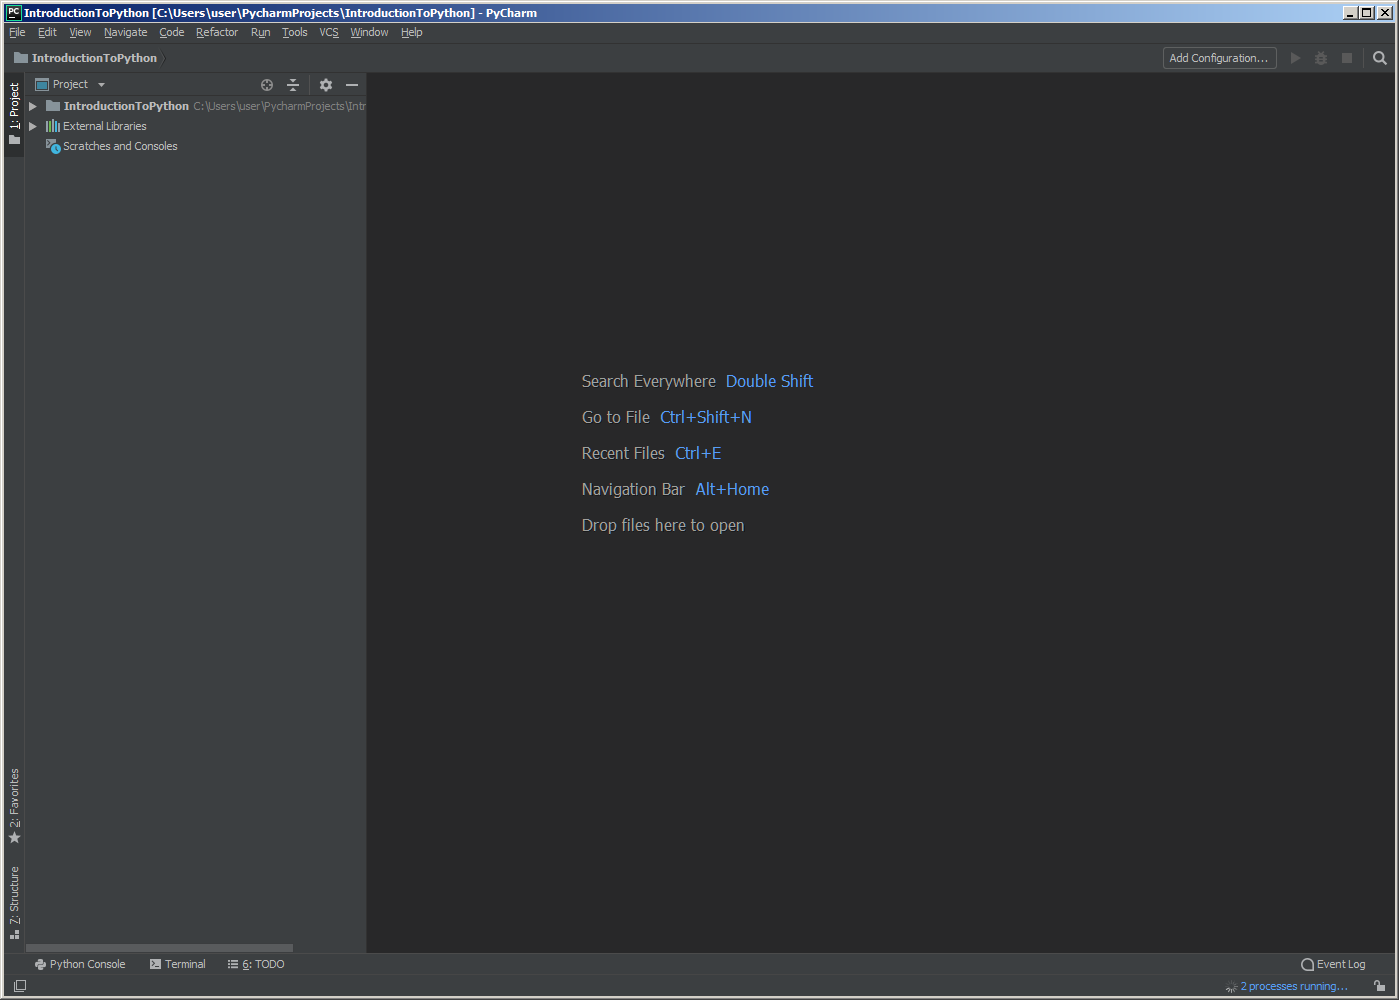 PC IntroductionToPython [C:\Users\user\PycharmProjects\IntroductionToPython] - PyCharm
File Edit View Navigate Code Refactor Run Tools VCS Window Help
IntroductionToPython
Add Configuration...
1: Project
Project
IntroductionToPython C:\Users\user\PycharmProjects\Intr
External Libraries
Scratches and Consoles
Search Everywhere Double Shift
Go to File Ctrl+Shift+N
Recent Files Ctrl+E
Navigation Bar Alt+Home
Drop files here to open
2: Favorites
7: Structure
Python Console Terminal 6: TODO
Event Log
2 processes running...